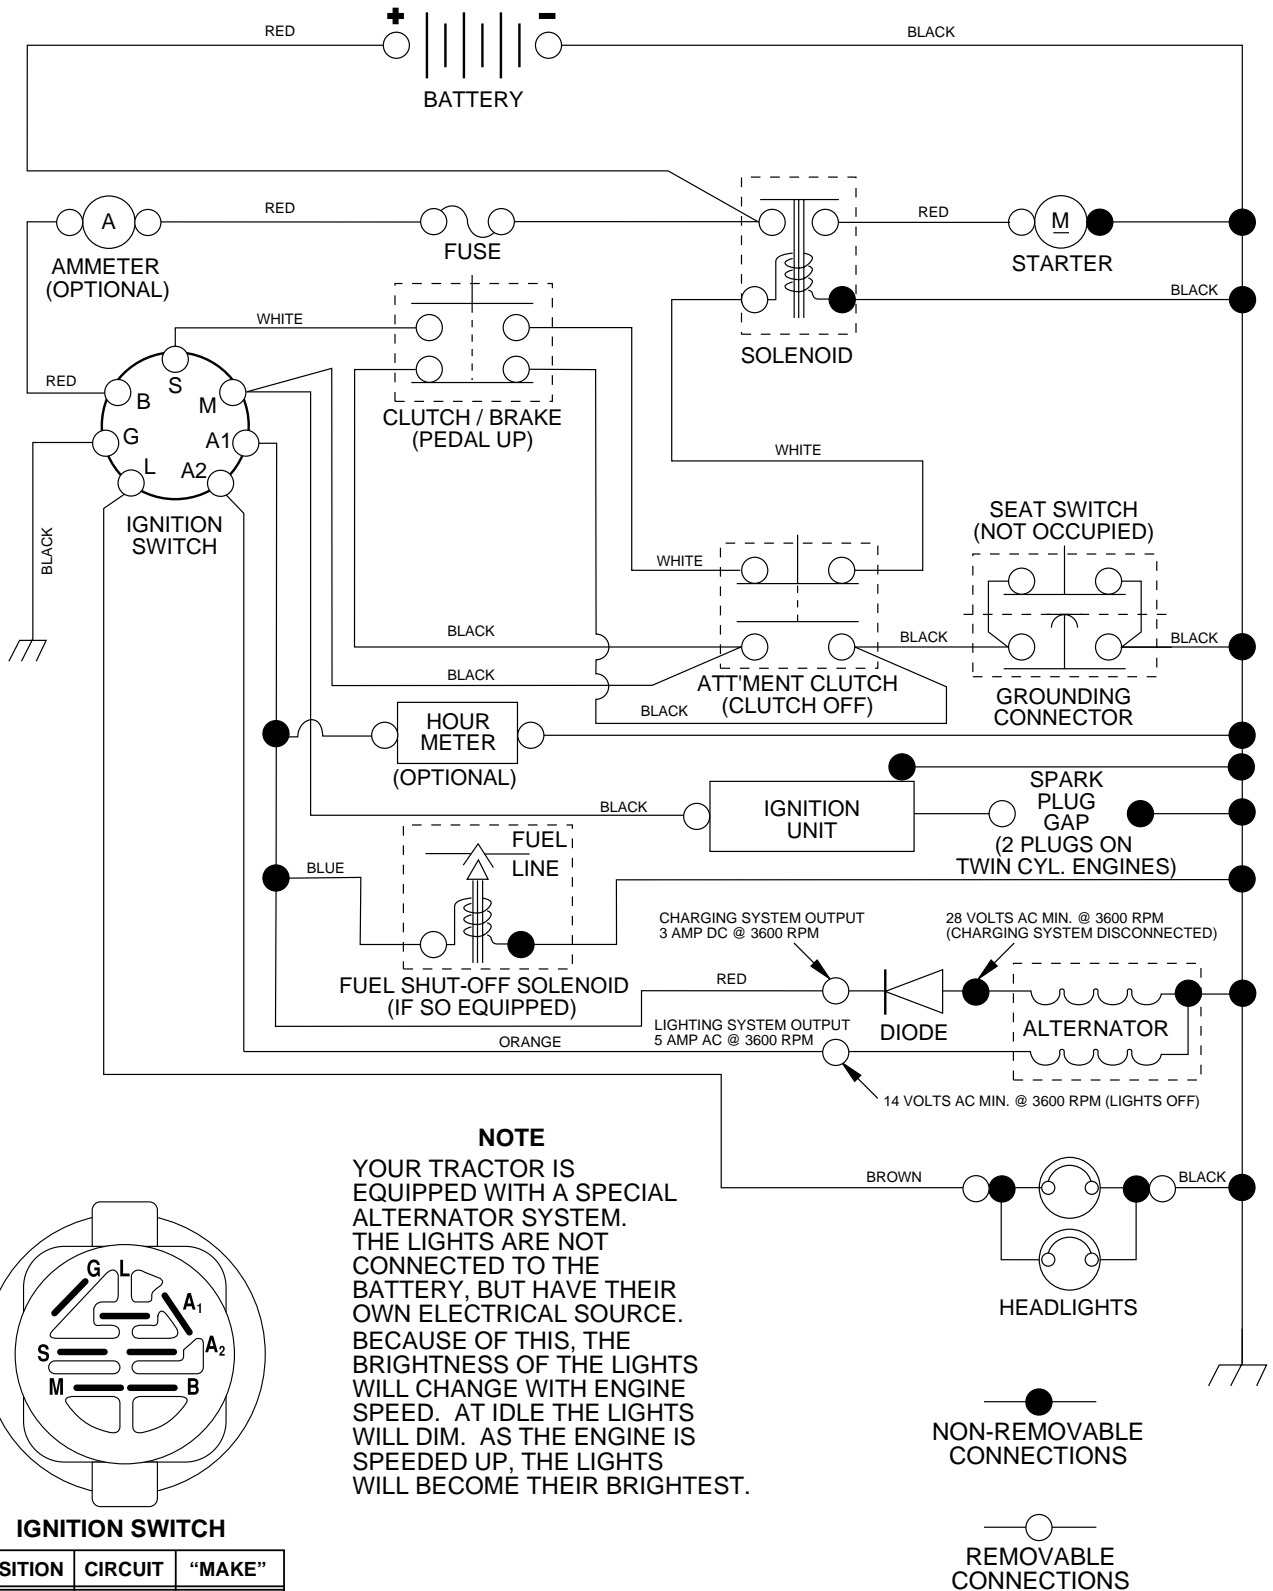 + -
RED
BLACK
BATTERY
RED
A
AMMETER
(OPTIONAL)
FUSE
RED
M
STARTER
BLACK
SOLENOID
WHITE
CLUTCH / BRAKE
(PEDAL UP)
RED
S
B
M
G
A1
L
A2
IGNITION
SWITCH
BLACK
WHITE
SEAT SWITCH
(NOT OCCUPIED)
WHITE
BLACK
BLACK
BLACK
BLACK
BLACK
ATT'MENT CLUTCH
(CLUTCH OFF)
GROUNDING
CONNECTOR
HOUR
METER
(OPTIONAL)
BLACK
IGNITION
UNIT
SPARK
PLUG
GAP
(2 PLUGS ON
TWIN CYL. ENGINES)
FUEL
LINE
BLUE
FUEL SHUT-OFF SOLENOID
(IF SO EQUIPPED)
CHARGING SYSTEM OUTPUT
3 AMP DC @ 3600 RPM
28 VOLTS AC MIN. @ 3600 RPM
(CHARGING SYSTEM DISCONNECTED)
RED
DIODE
ALTERNATOR
LIGHTING SYSTEM OUTPUT
5 AMP AC @ 3600 RPM
ORANGE
14 VOLTS AC MIN. @ 3600 RPM (LIGHTS OFF)
NOTE
YOUR TRACTOR IS
EQUIPPED WITH A SPECIAL
ALTERNATOR SYSTEM.
THE LIGHTS ARE NOT
CONNECTED TO THE
BATTERY, BUT HAVE THEIR
OWN ELECTRICAL SOURCE.
BECAUSE OF THIS, THE
BRIGHTNESS OF THE LIGHTS
WILL CHANGE WITH ENGINE
SPEED. AT IDLE THE LIGHTS
WILL DIM. AS THE ENGINE IS
SPEEDED UP, THE LIGHTS
WILL BECOME THEIR BRIGHTEST.
BROWN
BLACK
HEADLIGHTS
G L
A1
S
A2
M
B
IGNITION SWITCH
SITION CIRCUIT “MAKE”
NON-REMOVABLE
CONNECTIONS
REMOVABLE
CONNECTIONS